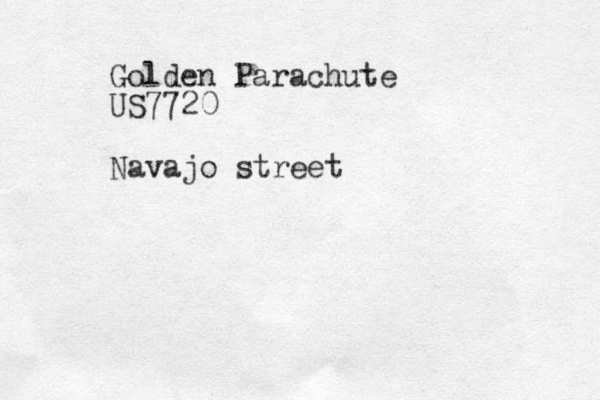 Golden Parachute
US7720
Navajo street